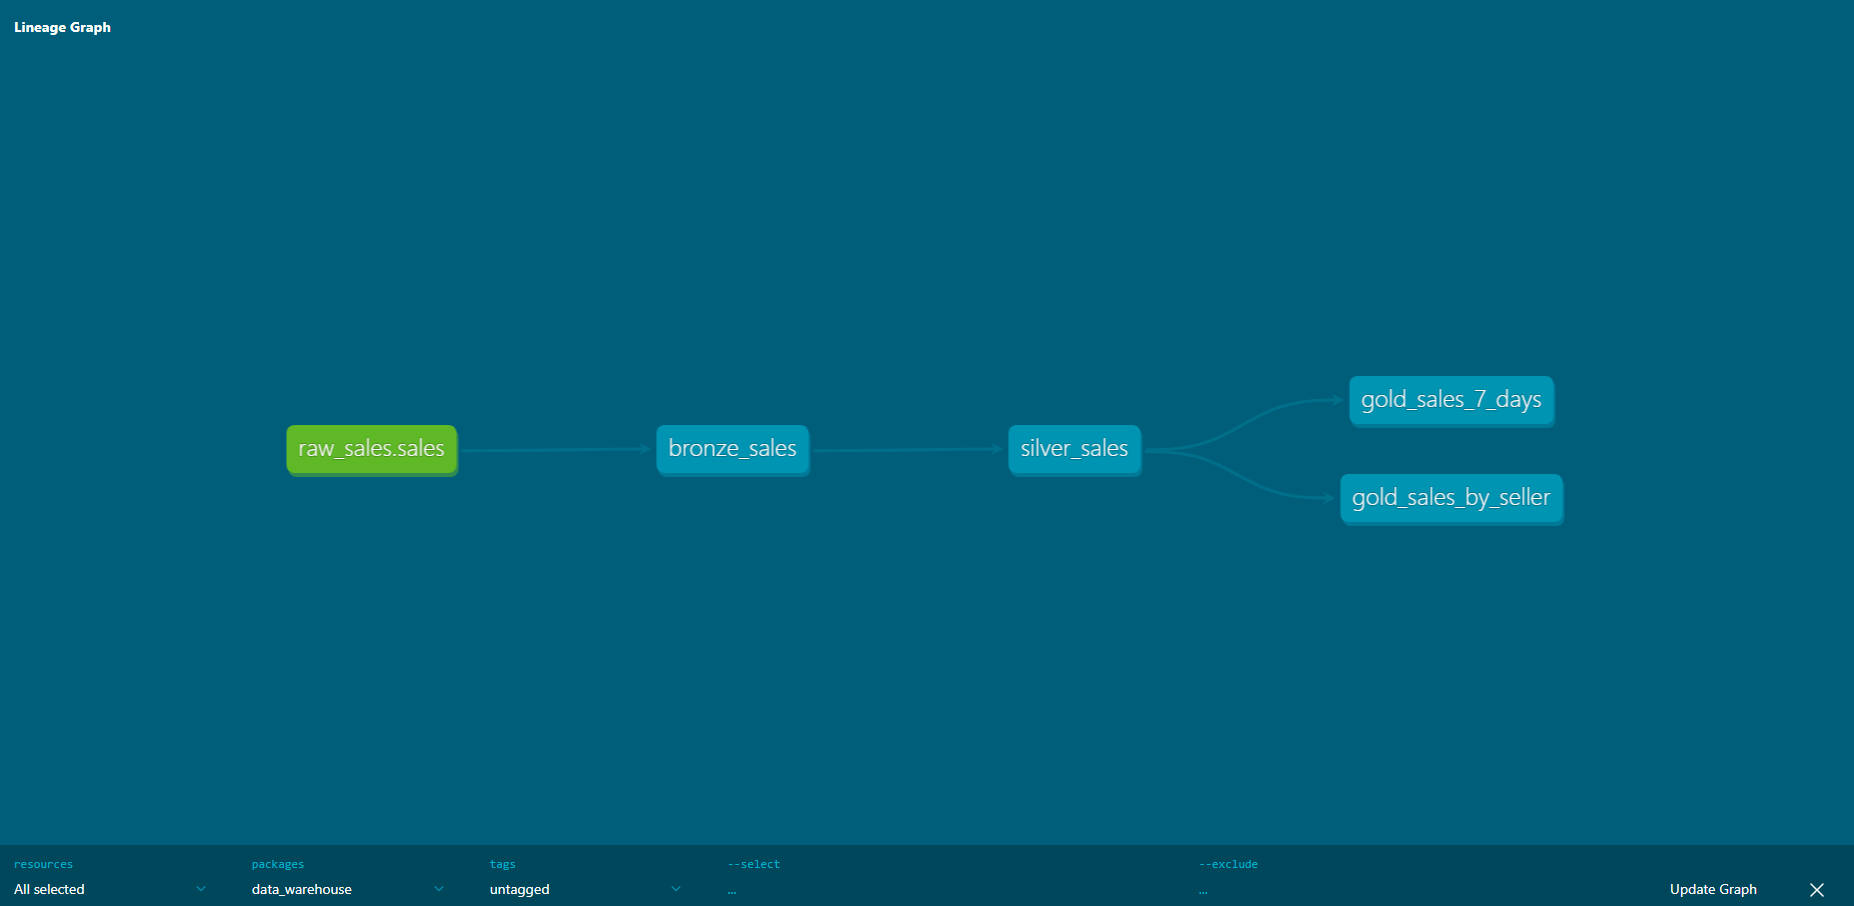 Lineage Graph
gold_sales_7_days
raw_sales.sales
bronze_sales
silver_sales
gold_sales_by_seller
resources
packages
tags
--select
--exclude
All selected
data_warehouse
untagged
...
...
Update Graph